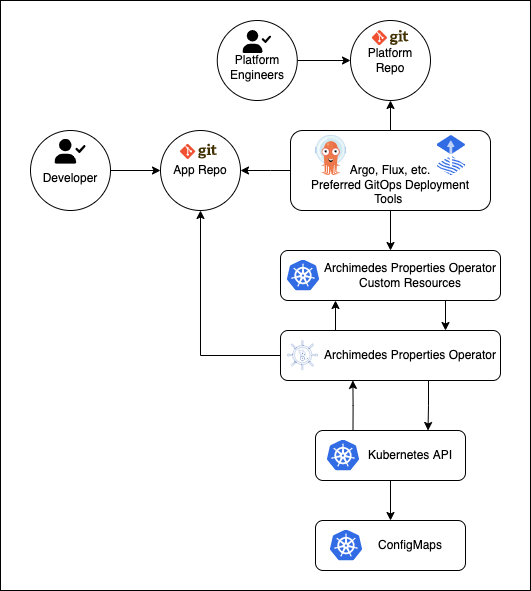 git
Platform
Engineers
Platform
Repo
git
Developer
App Repo
Argo, Flux, etc.
Preferred GitOps Deployment
Tools
Archimedes Properties Operator
Custom Resources
Archimedes Properties Operator
Kubernetes API
ConfigMaps